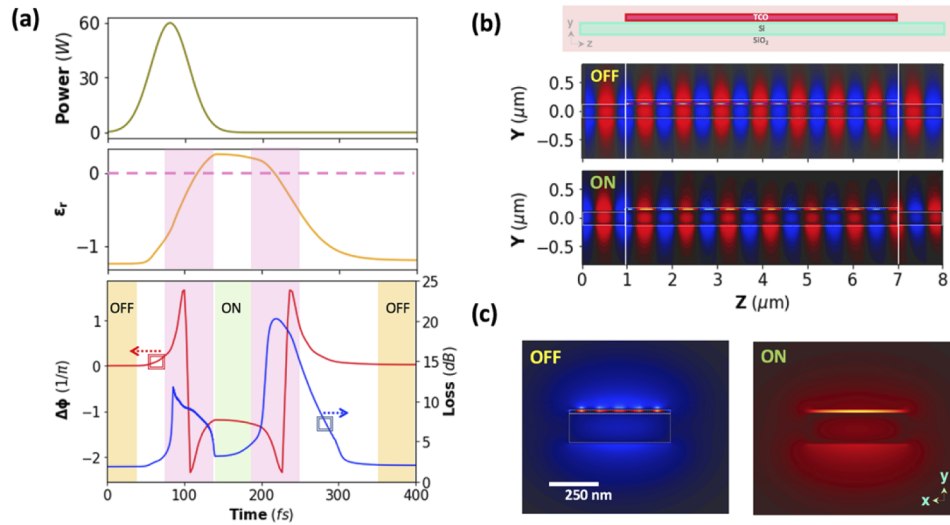 (a)
60
30
0
Power (W)
0
−1
εr
OFF
ON
OFF
1
0
−1
−2
Δϕ (1/π)
25
20
15
10
5
0
Loss (dB)
0
100
200
300
400
Time (fs)
(b)
TCO
Si
SiO₂
y
z
OFF
0.5
0.0
−0.5
Y (μm)
ON
0.5
0.0
−0.5
Y (μm)
0 1 2 3 4 5 6 7 8
Z (μm)
(c)
OFF
250 nm
ON
y
x